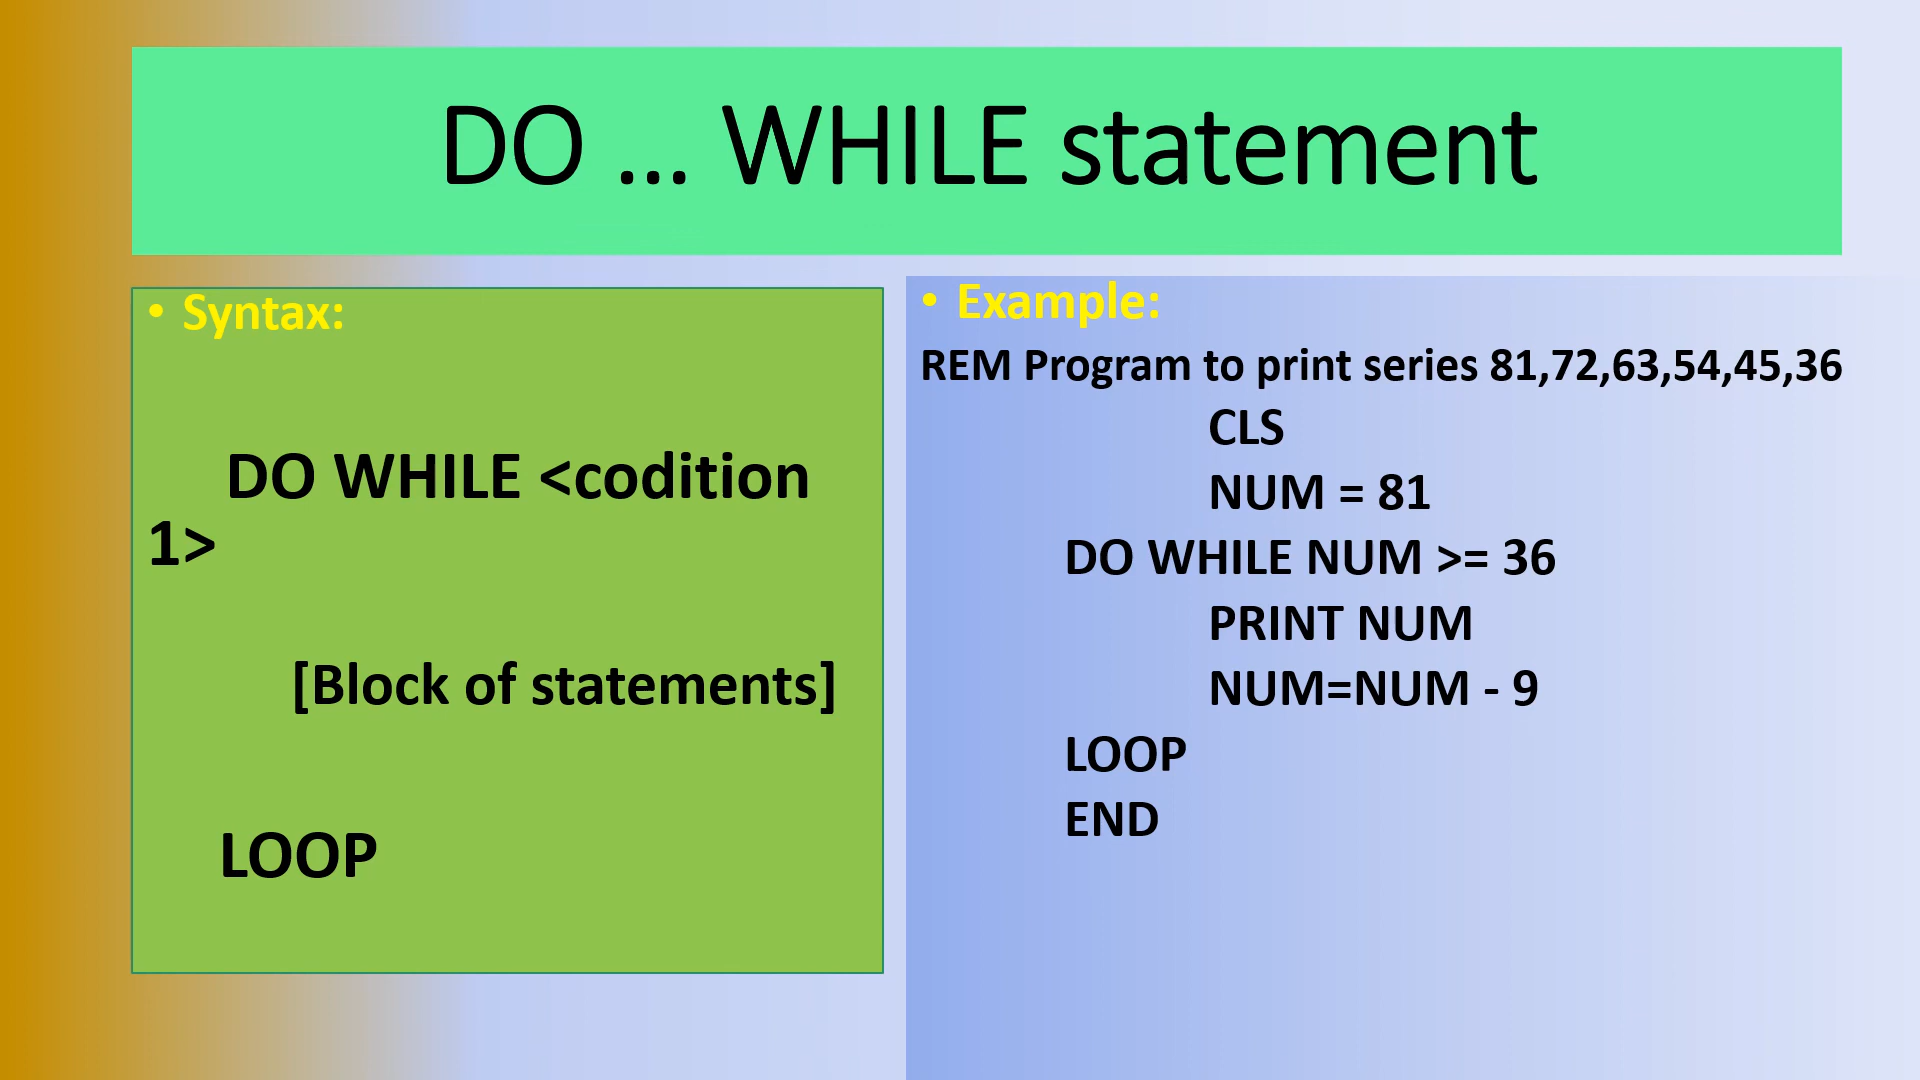 DO ... WHILE statement
• Syntax:
DO WHILE <codition
1>
[Block of statements]
LOOP
• Example:
REM Program to print series 81,72,63,54,45,36
CLS
NUM = 81
DO WHILE NUM >= 36
PRINT NUM
NUM=NUM - 9
LOOP
END